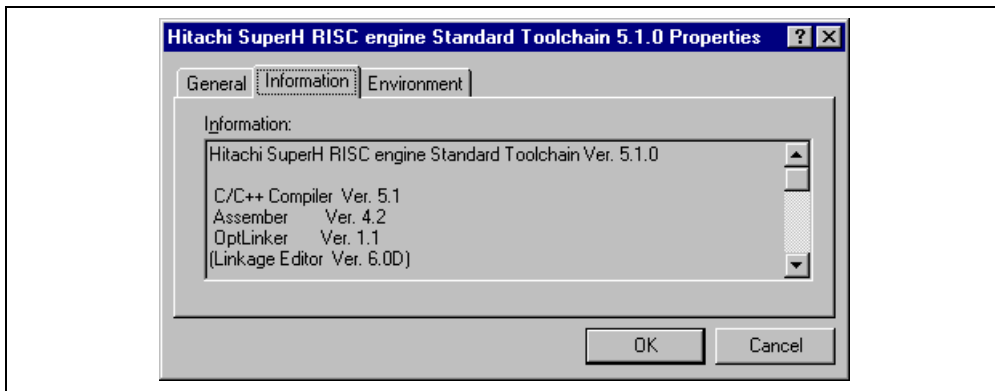 Hitachi SuperH RISC engine Standard Toolchain 5.1.0 Properties
General Information Environment
Information:
Hitachi SuperH RISC engine Standard Toolchain Ver. 5.1.0
C/C++ Compiler Ver. 5.1
Assember Ver. 4.2
OptLinker Ver. 1.1
(Linkage Editor Ver. 6.0D)
OK Cancel